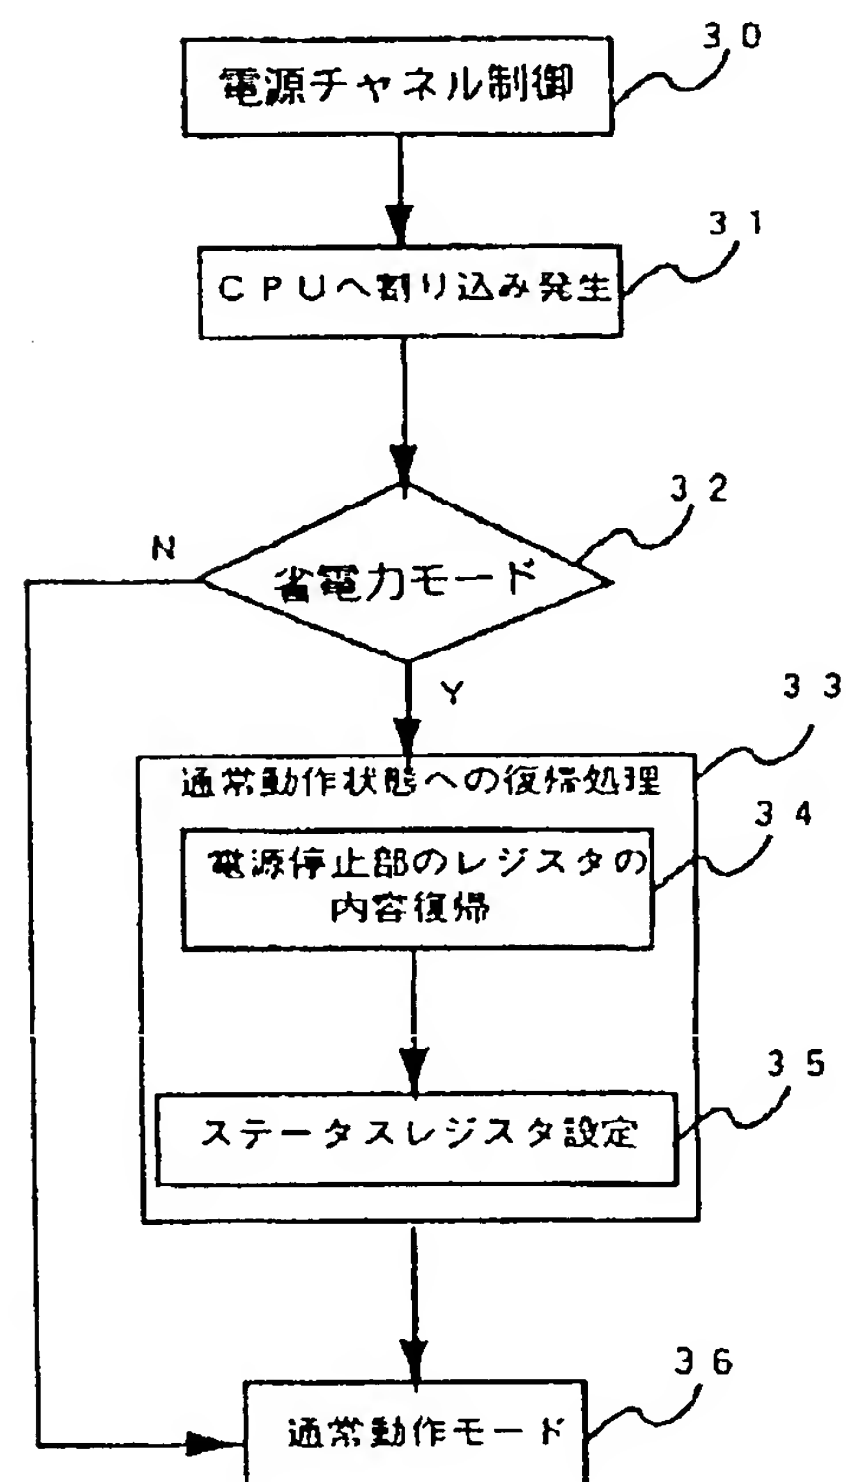 30
電源チャネル制御
31
CPUへ割り込み発生
32
N
省電力モード
Y
33
通常動作状態への復帰処理
34
電源停止部のレジスタの
内容復帰
35
ステータスレジスタ設定
36
通常動作モード